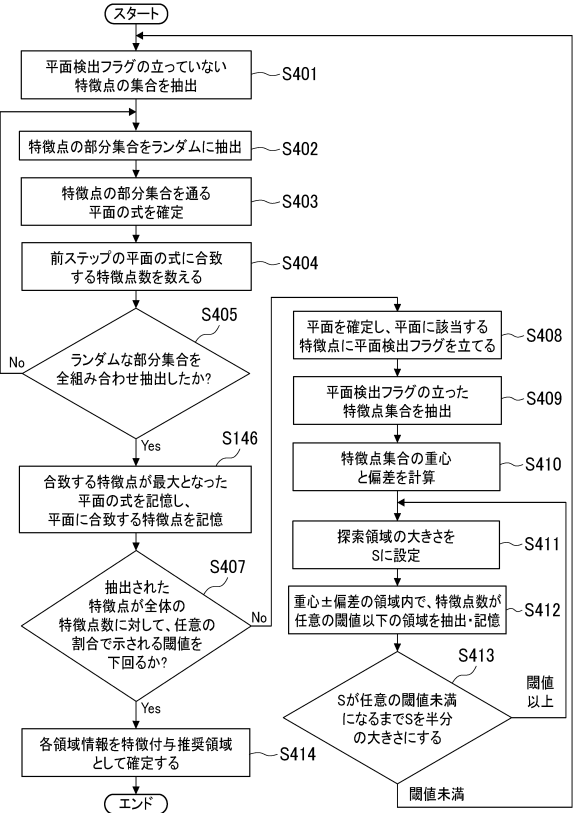 スタート
平面検出フラグの立っていない
特徴点の集合を抽出
S401
特徴点の部分集合をランダムに抽出
S402
特徴点の部分集合を通る
平面の式を確定
S403
前ステップの平面の式に合致
する特徴点数を数える
S404
S405
ランダムな部分集合を
全組み合わせ抽出したか?
No
Yes
S146
合致する特徴点が最大となった
平面の式を記憶し、
平面に合致する特徴点を記憶
S407
抽出された
特徴点が全体の
特徴点数に対して、任意の
割合で示される閾値を
下回るか?
No
Yes
各領域情報を特徴付与推奨領域
として確定する
S414
エンド
平面を確定し、平面に該当する
特徴点に平面検出フラグを立てる
S408
平面検出フラグの立った
特徴点集合を抽出
S409
特徴点集合の重心
と偏差を計算
S410
探索領域の大きさを
Sに設定
S411
重心±偏差の領域内で、特徴点数が
任意の閾値以下の領域を抽出・記憶
S412
S413
Sが任意の閾値未満
になるまでSを半分
の大きさにする
閾値
以上
閾値未満